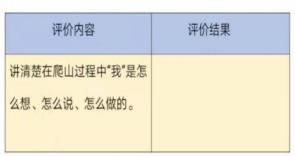 评价内容 评价结果
讲清楚在爬山过程中“我”是怎
么想、怎么说、怎么做的。